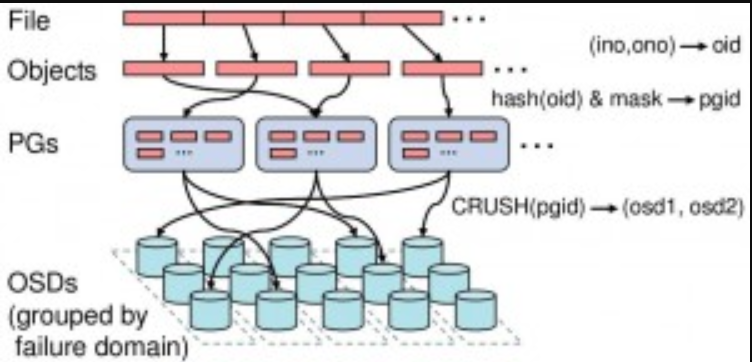 File
(ino,ono) → oid
Objects
hash(oid) & mask → pgid
PGs
CRUSH(pgid) → (osd1, osd2)
OSDs
(grouped by
failure domain)